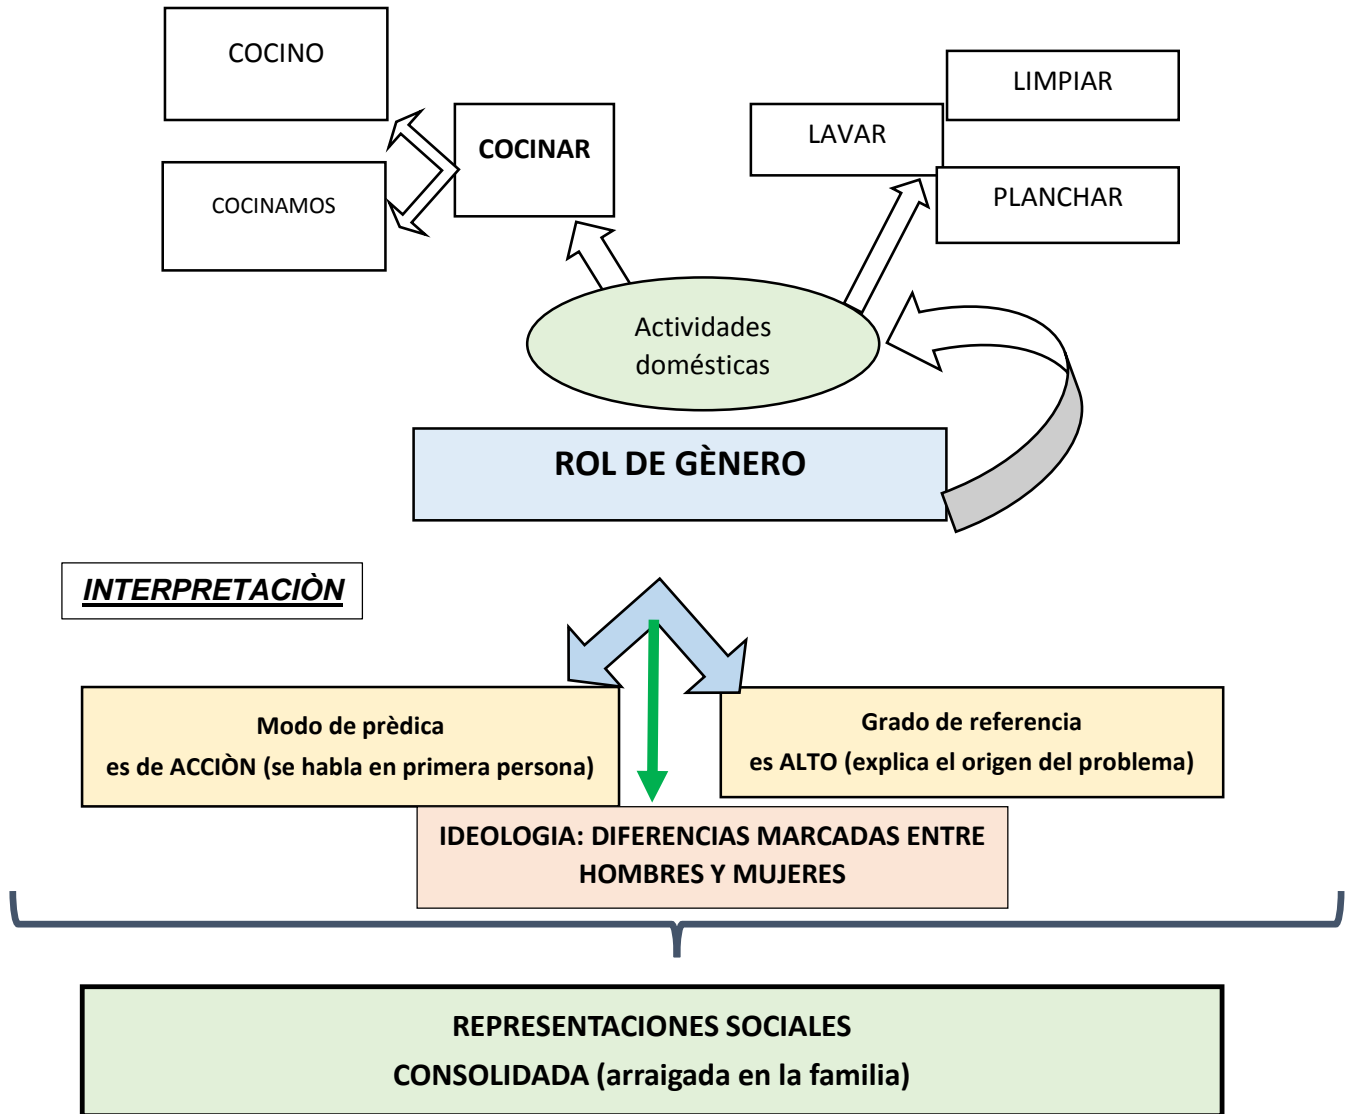 COCINO
COCINAMOS
COCINAR
LAVAR
LIMPIAR
PLANCHAR
Actividades
domésticas
ROL DE GÈNERO
INTERPRETACIÒN
Modo de prèdica
es de ACCIÒN (se habla en primera persona)
Grado de referencia
es ALTO (explica el origen del problema)
IDEOLOGIA: DIFERENCIAS MARCADAS ENTRE
HOMBRES Y MUJERES
REPRESENTACIONES SOCIALES
CONSOLIDADA (arraigada en la familia)